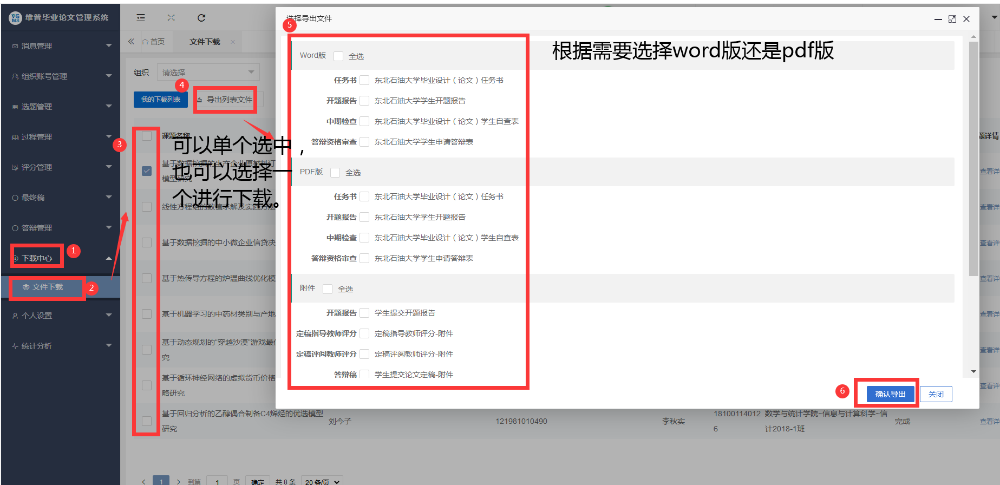 维普毕业论文管理系统
消息管理
组织账号管理
选题管理
过程管理
评分管理
最终稿
答辩管理
下载中心
1
文件下载
2
个人设置
统计分析
首页
文件下载
组织
请选择
4
我的下载列表
导出列表文件
3
课题名称
可以单个选中，
也可以选择一
个进行下载。
基于数据挖掘的生产企业原材料订
模型研究
线性方程组的数值求解及实践方法
基于数据挖掘的中小微企业信贷决
基于热传导方程的炉温曲线优化模
基于机器学习的中药材类别与产地
基于动态规划的“穿越沙漠”游戏最
究
基于循环神经网络的虚拟货币价格
略研究
基于回归分析的乙醇偶合制备C4烯烃的优选模型
研究
刘今子
121981010490
李秋实
18100114012
6
数学与统计学院~信息与计算科学~信
计2018-1班
完成
题详情
查看详
查看详
查看详
查看详
查看详
查看详
查看详
查看详
选择导出文件
5
根据需要选择word版还是pdf版
Word版 全选
任务书 东北石油大学毕业设计（论文）任务书
开题报告 东北石油大学学生开题报告
中期检查 东北石油大学毕业设计（论文）学生自查表
答辩资格审查 东北石油大学学生申请答辩表
PDF版 全选
任务书 东北石油大学毕业设计（论文）任务书
开题报告 东北石油大学学生开题报告
中期检查 东北石油大学毕业设计（论文）学生自查表
答辩资格审查 东北石油大学学生申请答辩表
附件 全选
开题报告 学生提交开题报告
定稿指导教师评分 定稿指导教师评分-附件
定稿评阅教师评分 定稿评阅教师评分-附件
答辩稿 学生提交论文定稿-附件
6
确认导出 关闭
1 到第 1 页 确定 共 8 条 20 条/页